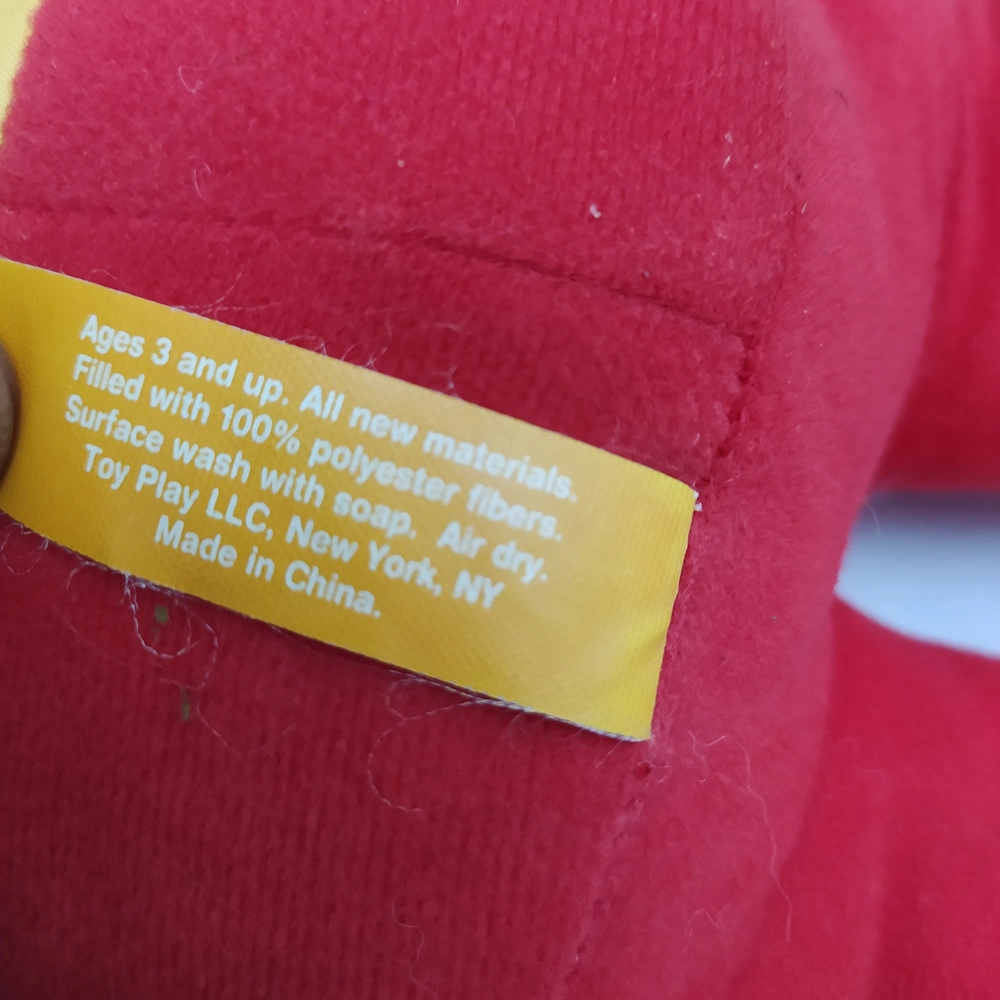 Ages 3 and up. All new materials.
Filled with 100% polyester fibers.
Surface wash with soap. Air dry.
Toy Play LLC, New York, NY
Made in China.